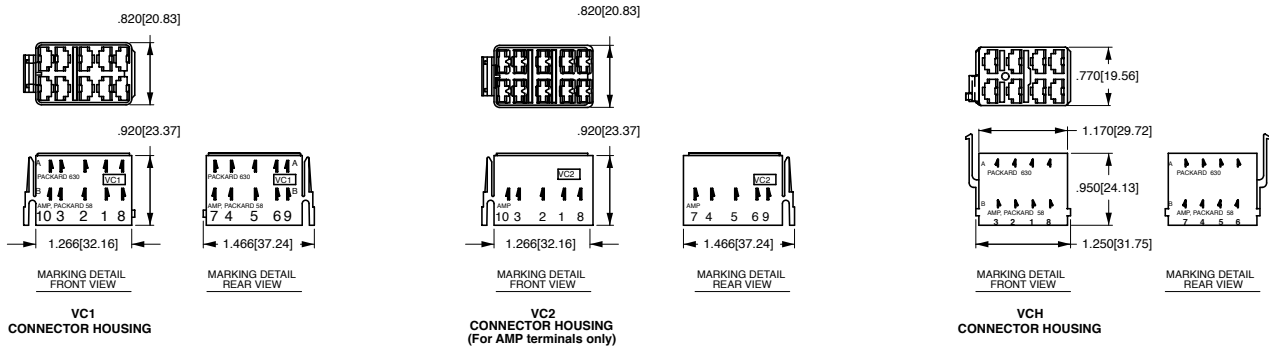 .820[20.83]
.920[23.37]
A
PACKARD 630
VC1
B
AMP, PACKARD 58
10 3 2 1 8
1.266[32.16]
MARKING DETAIL
FRONT VIEW
A
PACKARD 630
VC1
B
AMP, PACKARD 58
7 4 5 6 9
1.466[37.24]
MARKING DETAIL
REAR VIEW
VC1
CONNECTOR HOUSING
.820[20.83]
.920[23.37]
VC2
AMP
10 3 2 1 8
1.266[32.16]
MARKING DETAIL
FRONT VIEW
VC2
AMP
7 4 5 6 9
1.466[37.24]
MARKING DETAIL
REAR VIEW
VC2
CONNECTOR HOUSING
(For AMP terminals only)
.770[19.56]
1.170[29.72]
A
PACKARD 630
.950[24.13]
B
AMP, PACKARD 58
3 2 1 8
1.250[31.75]
MARKING DETAIL
FRONT VIEW
A
PACKARD 630
B
AMP, PACKARD 58
7 4 5 6
MARKING DETAIL
REAR VIEW
VCH
CONNECTOR HOUSING